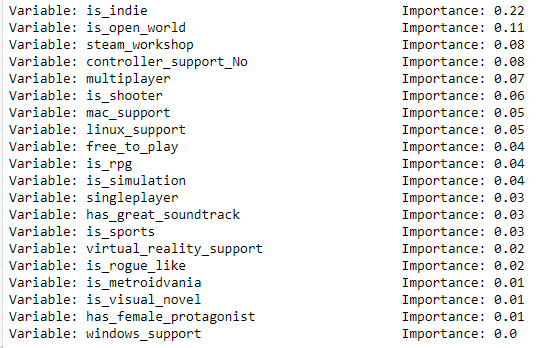 Variable: is_indie Importance: 0.22
Variable: is_open_world Importance: 0.11
Variable: steam_workshop Importance: 0.08
Variable: controller_support_No Importance: 0.08
Variable: multiplayer Importance: 0.07
Variable: is_shooter Importance: 0.06
Variable: mac_support Importance: 0.05
Variable: linux_support Importance: 0.05
Variable: free_to_play Importance: 0.04
Variable: is_rpg Importance: 0.04
Variable: is_simulation Importance: 0.04
Variable: singleplayer Importance: 0.03
Variable: has_great_soundtrack Importance: 0.03
Variable: is_sports Importance: 0.03
Variable: virtual_reality_support Importance: 0.02
Variable: is_rogue_like Importance: 0.02
Variable: is_metroidvania Importance: 0.01
Variable: is_visual_novel Importance: 0.01
Variable: has_female_protagonist Importance: 0.01
Variable: windows_support Importance: 0.0